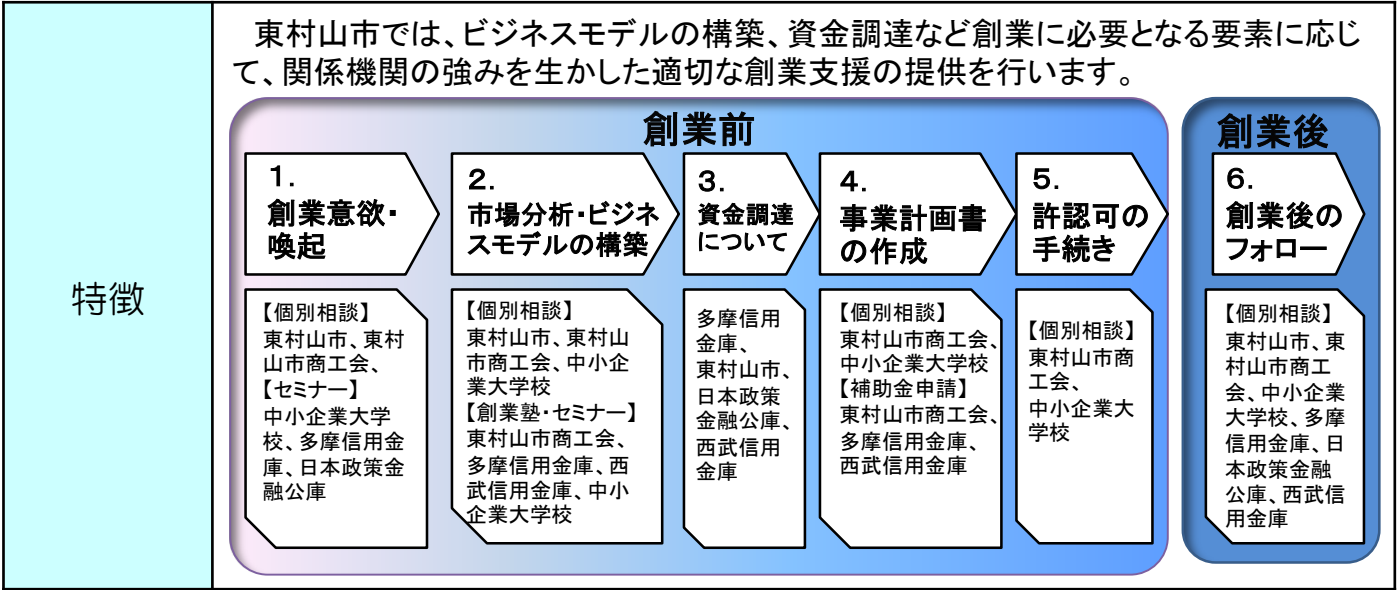 特徴
東村山市では、ビジネスモデルの構築、資金調達など創業に必要となる要素に応じ
て、関係機関の強みを生かした適切な創業支援の提供を行います。
創業前
1.
創業意欲・
喚起
【個別相談】
東村山市、東村
山市商工会、
【セミナー】
中小企業大学
校、多摩信用金
庫、日本政策金
融公庫
2.
市場分析・ビジネ
スモデルの構築
【個別相談】
東村山市、東村山
市商工会、中小企
業大学校
【創業塾・セミナー】
東村山市商工会、
多摩信用金庫、西
武信用金庫、中小
企業大学校
3.
資金調達
について
多摩信用
金庫、
東村山市、
日本政策
金融公庫、
西武信用
金庫
4.
事業計画書
の作成
【個別相談】
東村山市商工会、
中小企業大学校
【補助金申請】
東村山市商工会、
多摩信用金庫、
西武信用金庫
5.
許認可の
手続き
【個別相談】
東村山市商
工会、
中小企業大
学校
創業後
6.
創業後の
フォロー
【個別相談】
東村山市、東
村山市商工
会、中小企業
大学校、多摩
信用金庫、日
本政策金融
公庫、西武信
用金庫